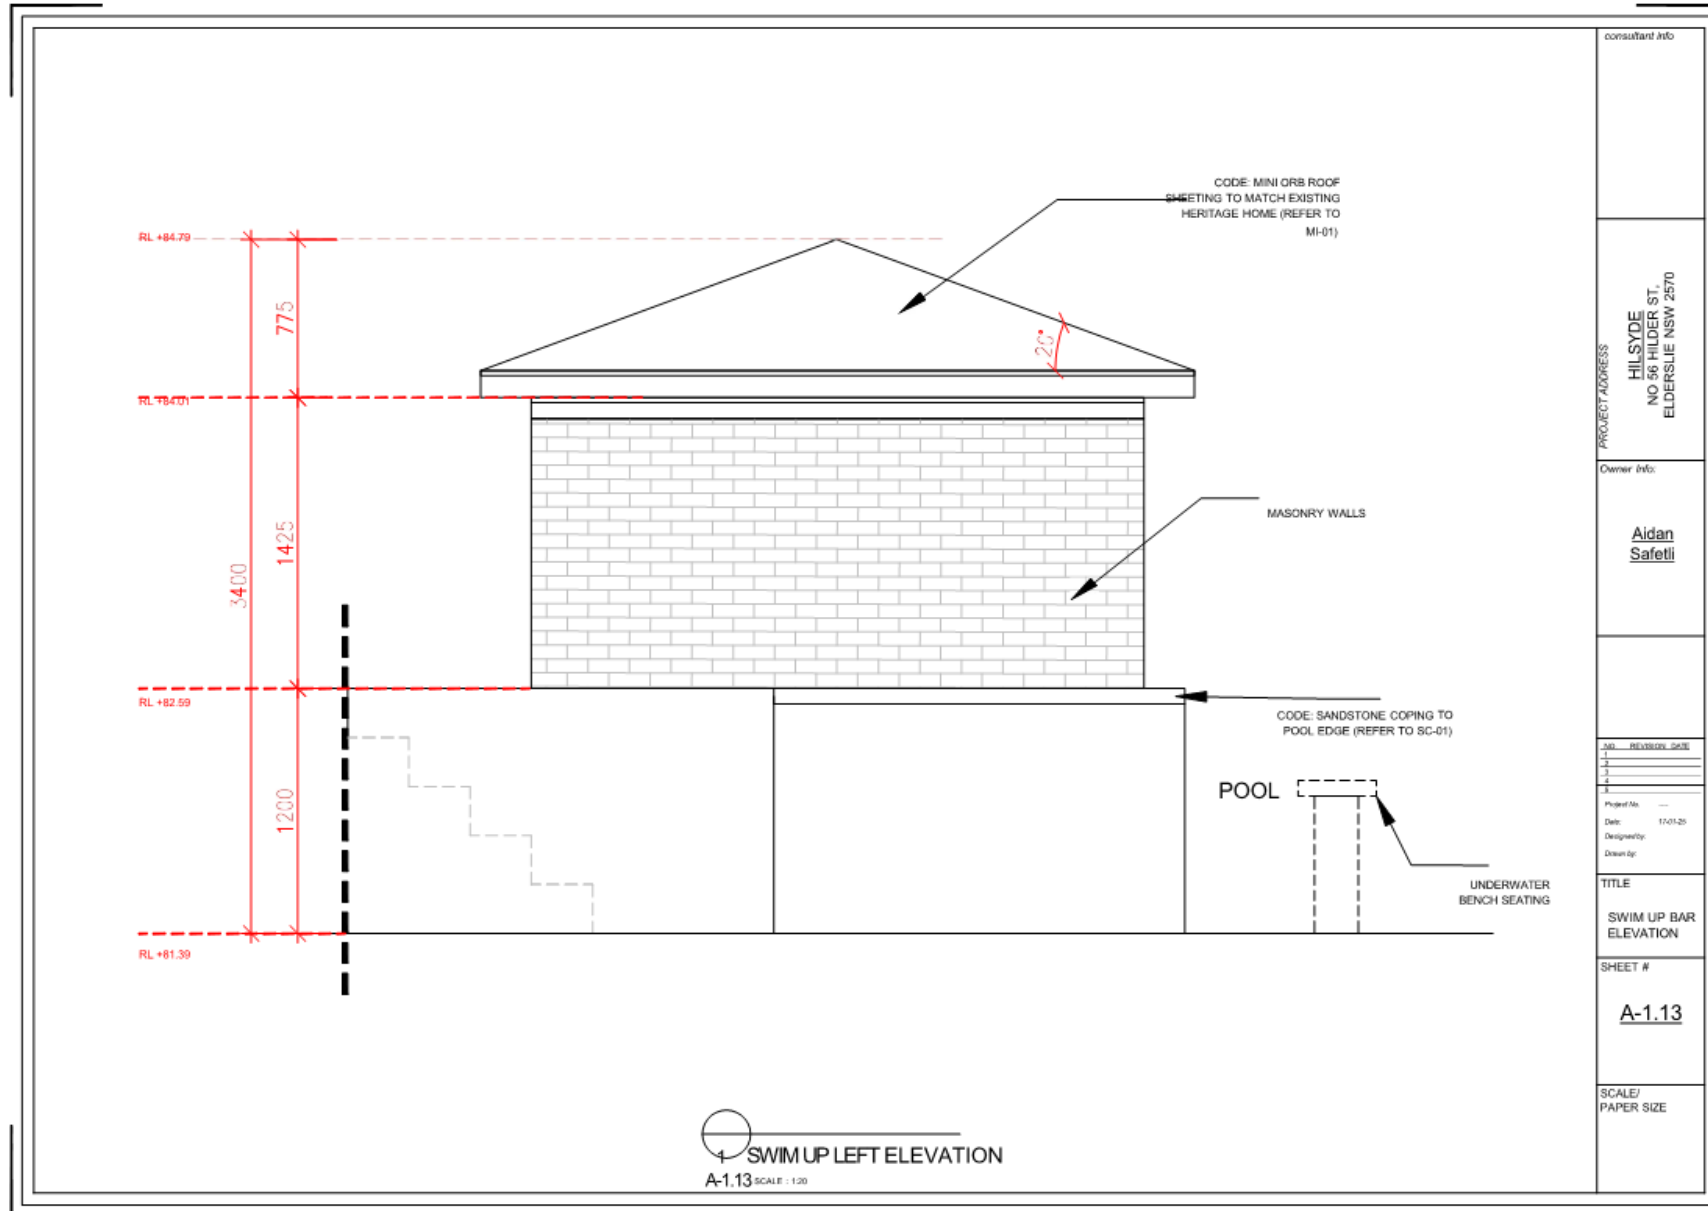 consultant info
CODE: MINI ORB ROOF
SHEETING TO MATCH EXISTING
HERITAGE HOME (REFER TO
MI-01)
RL +84.79
775
20°
RL +84.01
1425
3400
MASONRY WALLS
RL +82.59
CODE: SANDSTONE COPING TO
POOL EDGE (REFER TO SC-01)
1200
POOL
UNDERWATER
BENCH SEATING
RL +81.39
1 SWIM UP LEFT ELEVATION
A-1.13 SCALE : 1:20
PROJECT ADDRESS
HILSYDE
NO 56 HILDER ST,
ELDERSLIE NSW 2570
Owner Info:
Aidan
Safetli
NO. REVISION DATE
1
2
3
4
5
Project No. ---
Date: 17-01-25
Designed by:
Drawn by:
TITLE
SWIM UP BAR
ELEVATION
SHEET #
A-1.13
SCALE/
PAPER SIZE